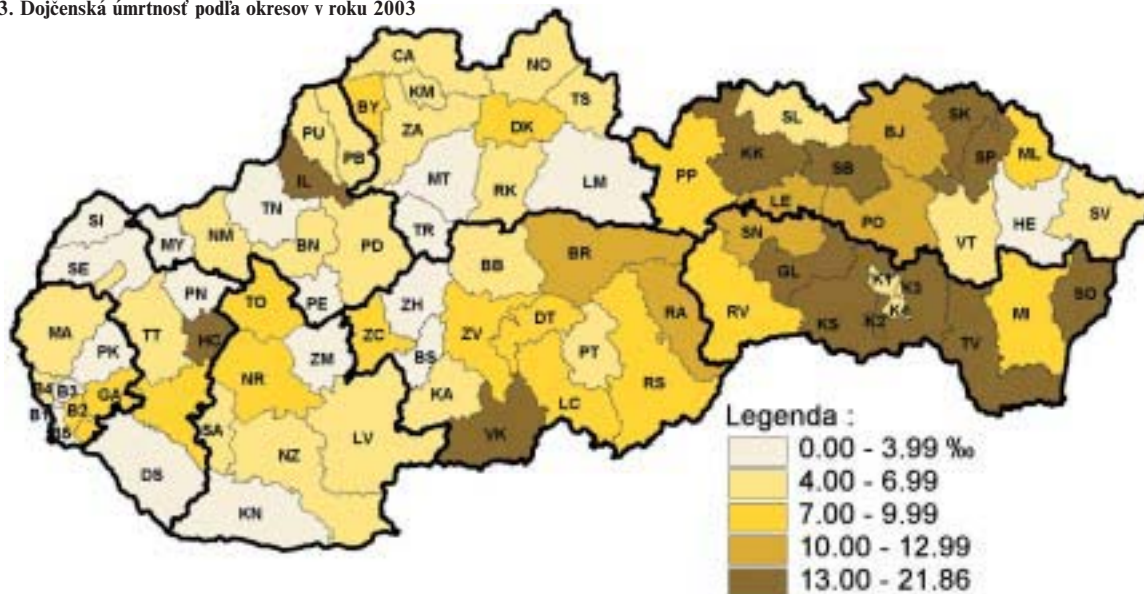 3. Dojčenská úmrtnosť podľa okresov v roku 2003
CA
NO
KM
BY
TS
PU
ZA
DK
PB
IL
MT
RK
LM
TN
SI
MY
NM
BN
PD
TR
SE
PN
PE
TO
MA
TT
HC
PK
ZM
ZC
ZH
BS
B3
B2
GA
NR
SA
NZ
LV
KA
DS
KN
BB
BR
ZV
DT
PT
RA
RS
LC
VK
PP
KK
SL
BJ
SK
SP
ML
SB
LE
PO
VT
HE
SV
SN
GL
RV
KS
K2
K3
TV
MI
SO
Legenda :
0.00 - 3.99 ‰
4.00 - 6.99
7.00 - 9.99
10.00 - 12.99
13.00 - 21.86